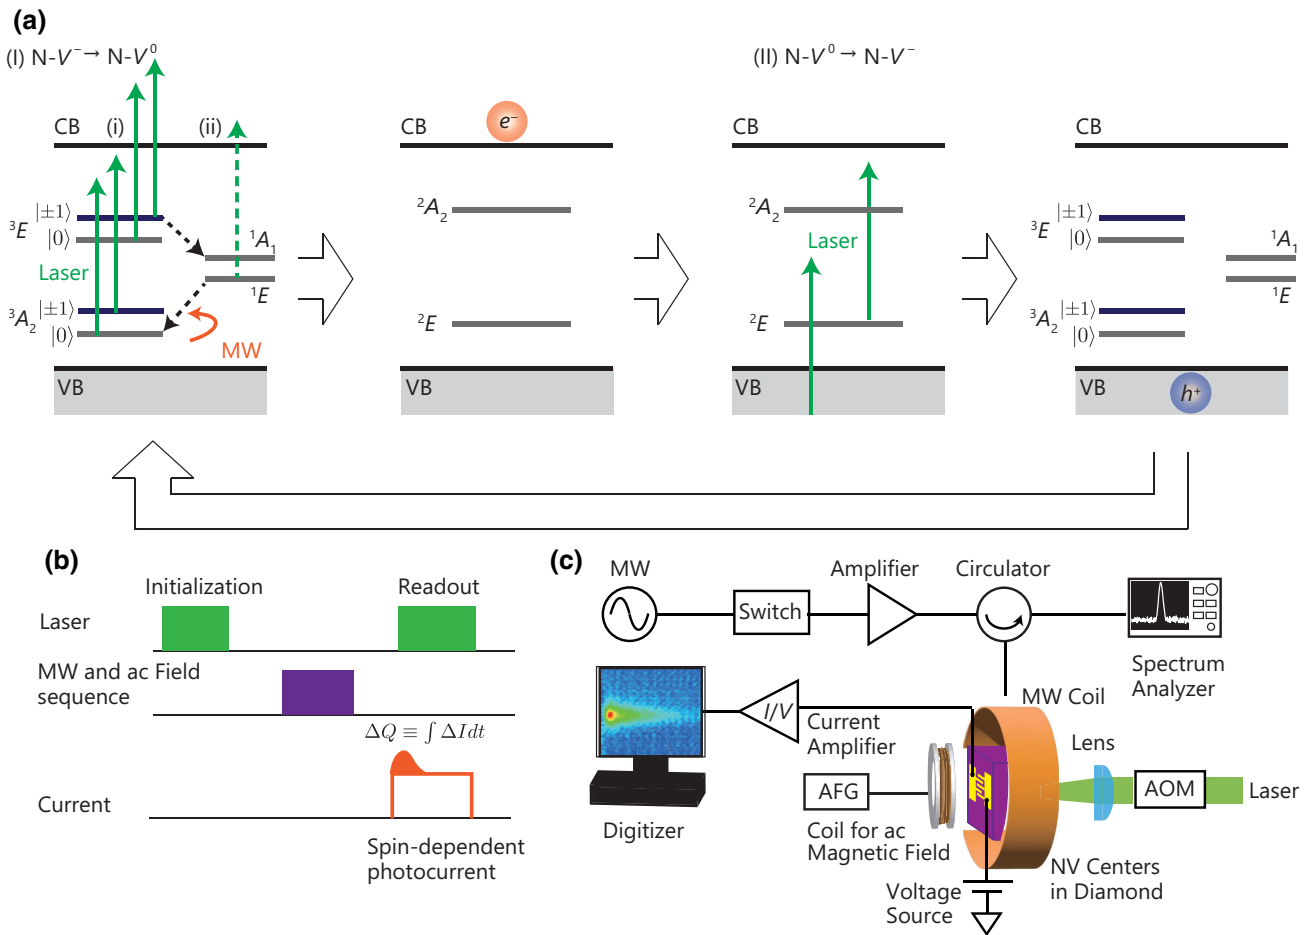 (a)
(I) N-V⁻ → N-V⁰
(II) N-V⁰ → N-V⁻
CB
(i)
(ii)
³E
|±1⟩
|0⟩
¹A₁
Laser
¹E
³A₂
|±1⟩
|0⟩
MW
VB
CB
e⁻
²A₂
²E
VB
CB
²A₂
Laser
²E
VB
CB
³E
|±1⟩
|0⟩
¹A₁
¹E
³A₂
|±1⟩
|0⟩
VB
h⁺
(b)
Initialization
Readout
Laser
MW and ac Field
sequence
ΔQ ≡ ∫ ΔIdt
Current
Spin-dependent
photocurrent
(c)
MW
Switch
Amplifier
Circulator
Spectrum
Analyzer
Digitizer
I/V
Current
Amplifier
MW Coil
Lens
AFG
AOM
Laser
Coil for ac
Magnetic Field
NV Centers
in Diamond
Voltage
Source